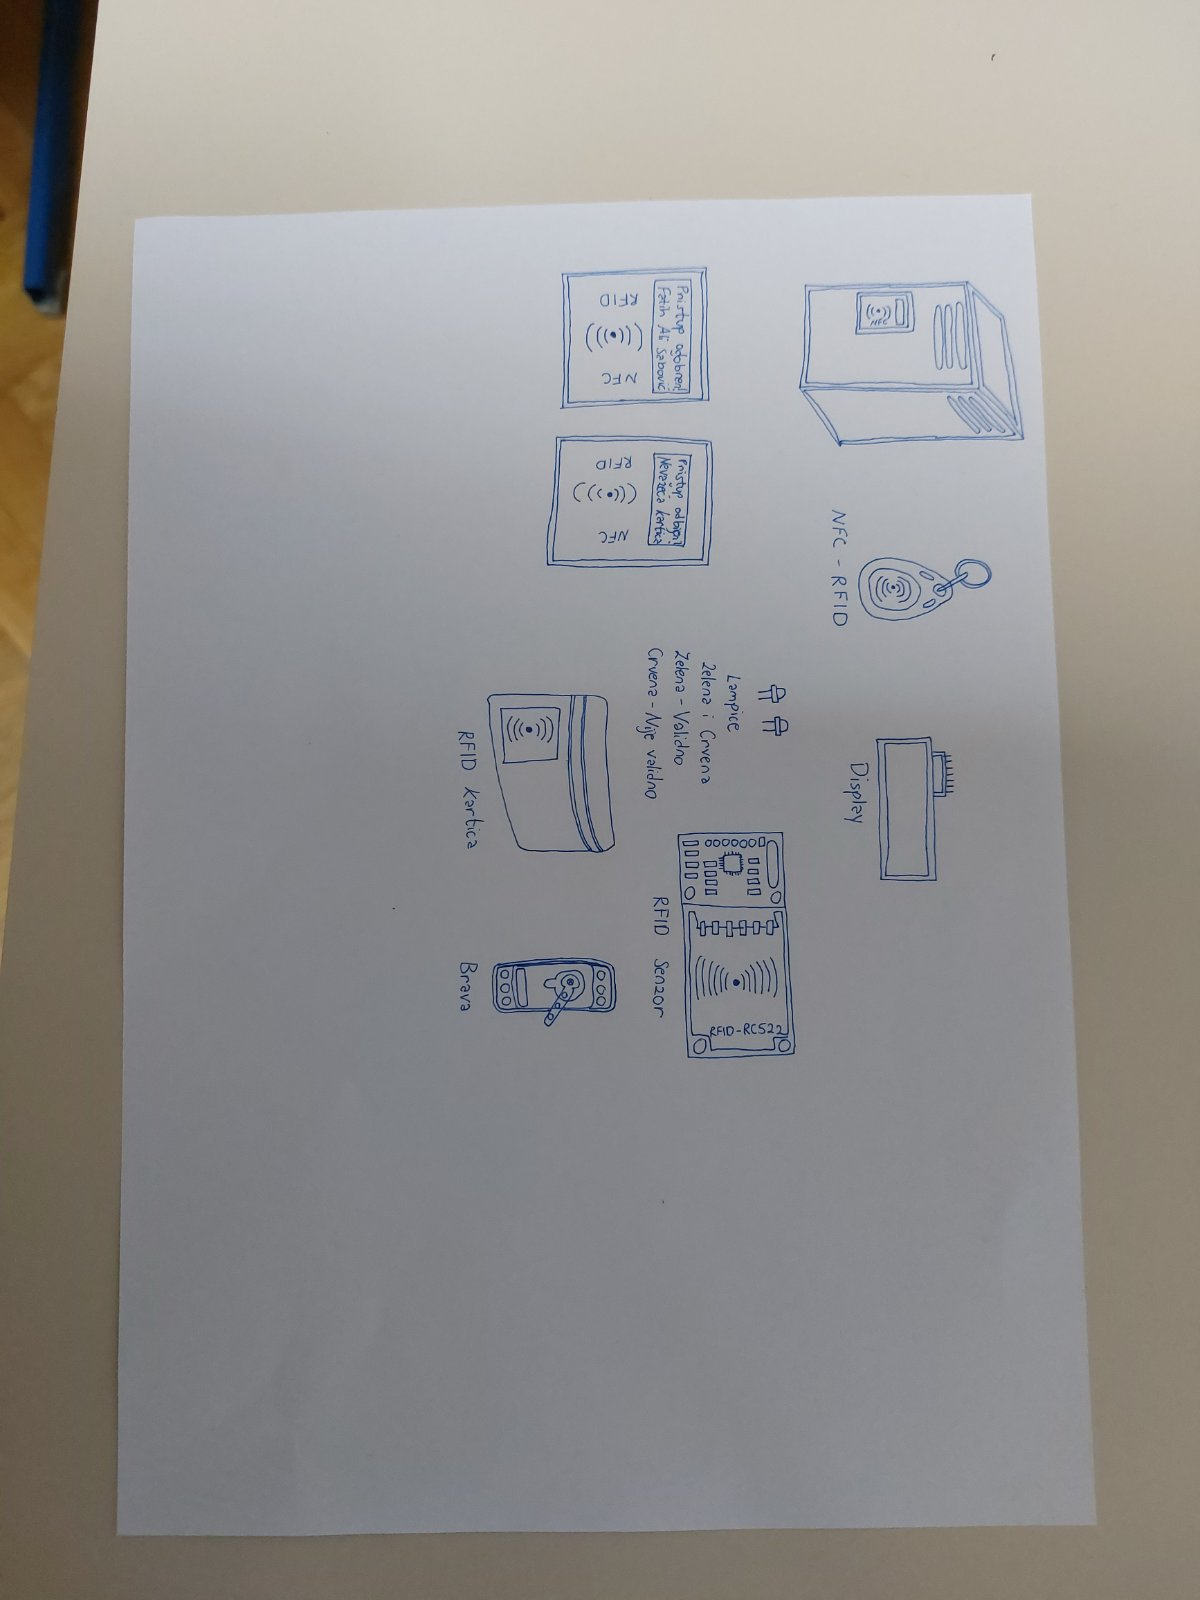 NFC
NFC - RFID
Display
Pristup odobren!
Fatih Ali Sabović
RFID
NFC
Pristup odbijen!
Nevažeća kartica
RFID
NFC
Lampice
Zelena i Crvena
Zelena - Validno
Crvena - Nije validno
RFID-RC522
RFID Senzor
RFID kartica
Brava